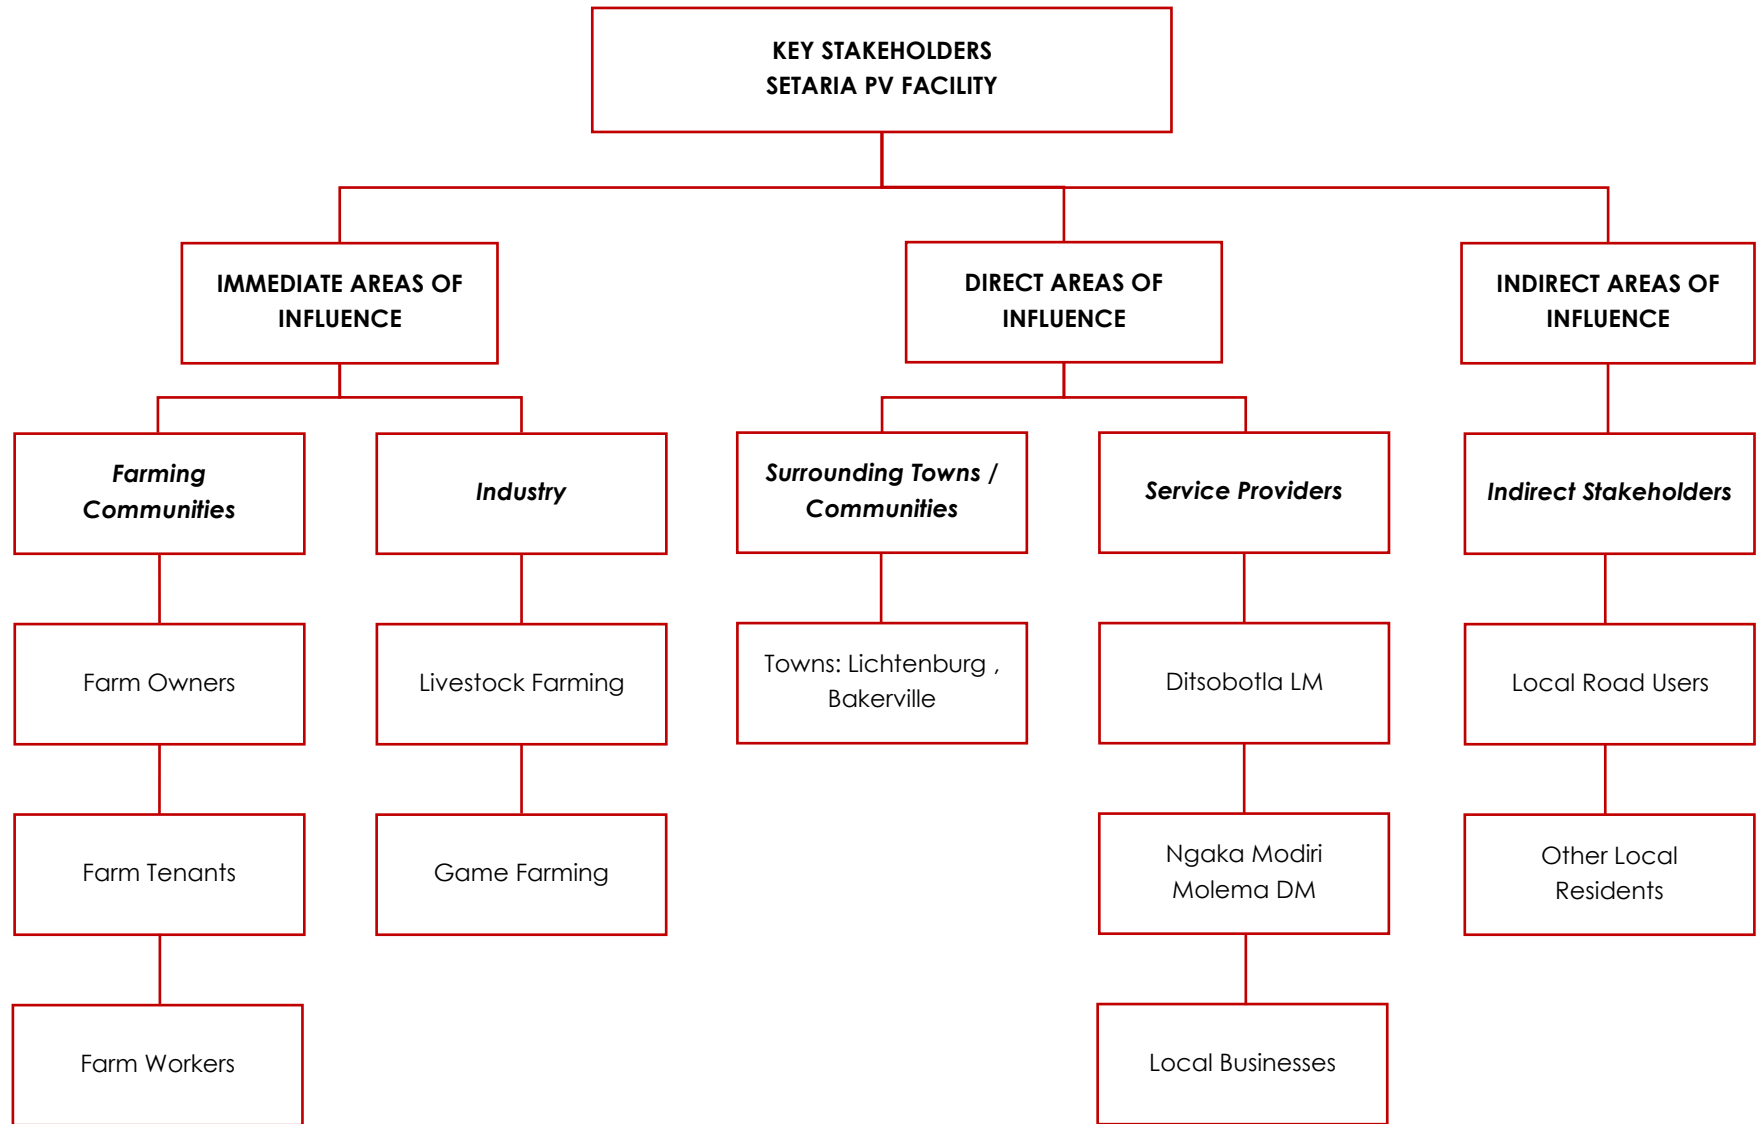 KEY STAKEHOLDERS
SETARIA PV FACILITY
IMMEDIATE AREAS OF
INFLUENCE
DIRECT AREAS OF
INFLUENCE
INDIRECT AREAS OF
INFLUENCE
Farming
Communities
Industry
Surrounding Towns /
Communities
Service Providers
Indirect Stakeholders
Farm Owners
Livestock Farming
Towns: Lichtenburg ,
Bakerville
Ditsobotla LM
Local Road Users
Farm Tenants
Game Farming
Ngaka Modiri
Molema DM
Other Local
Residents
Farm Workers
Local Businesses